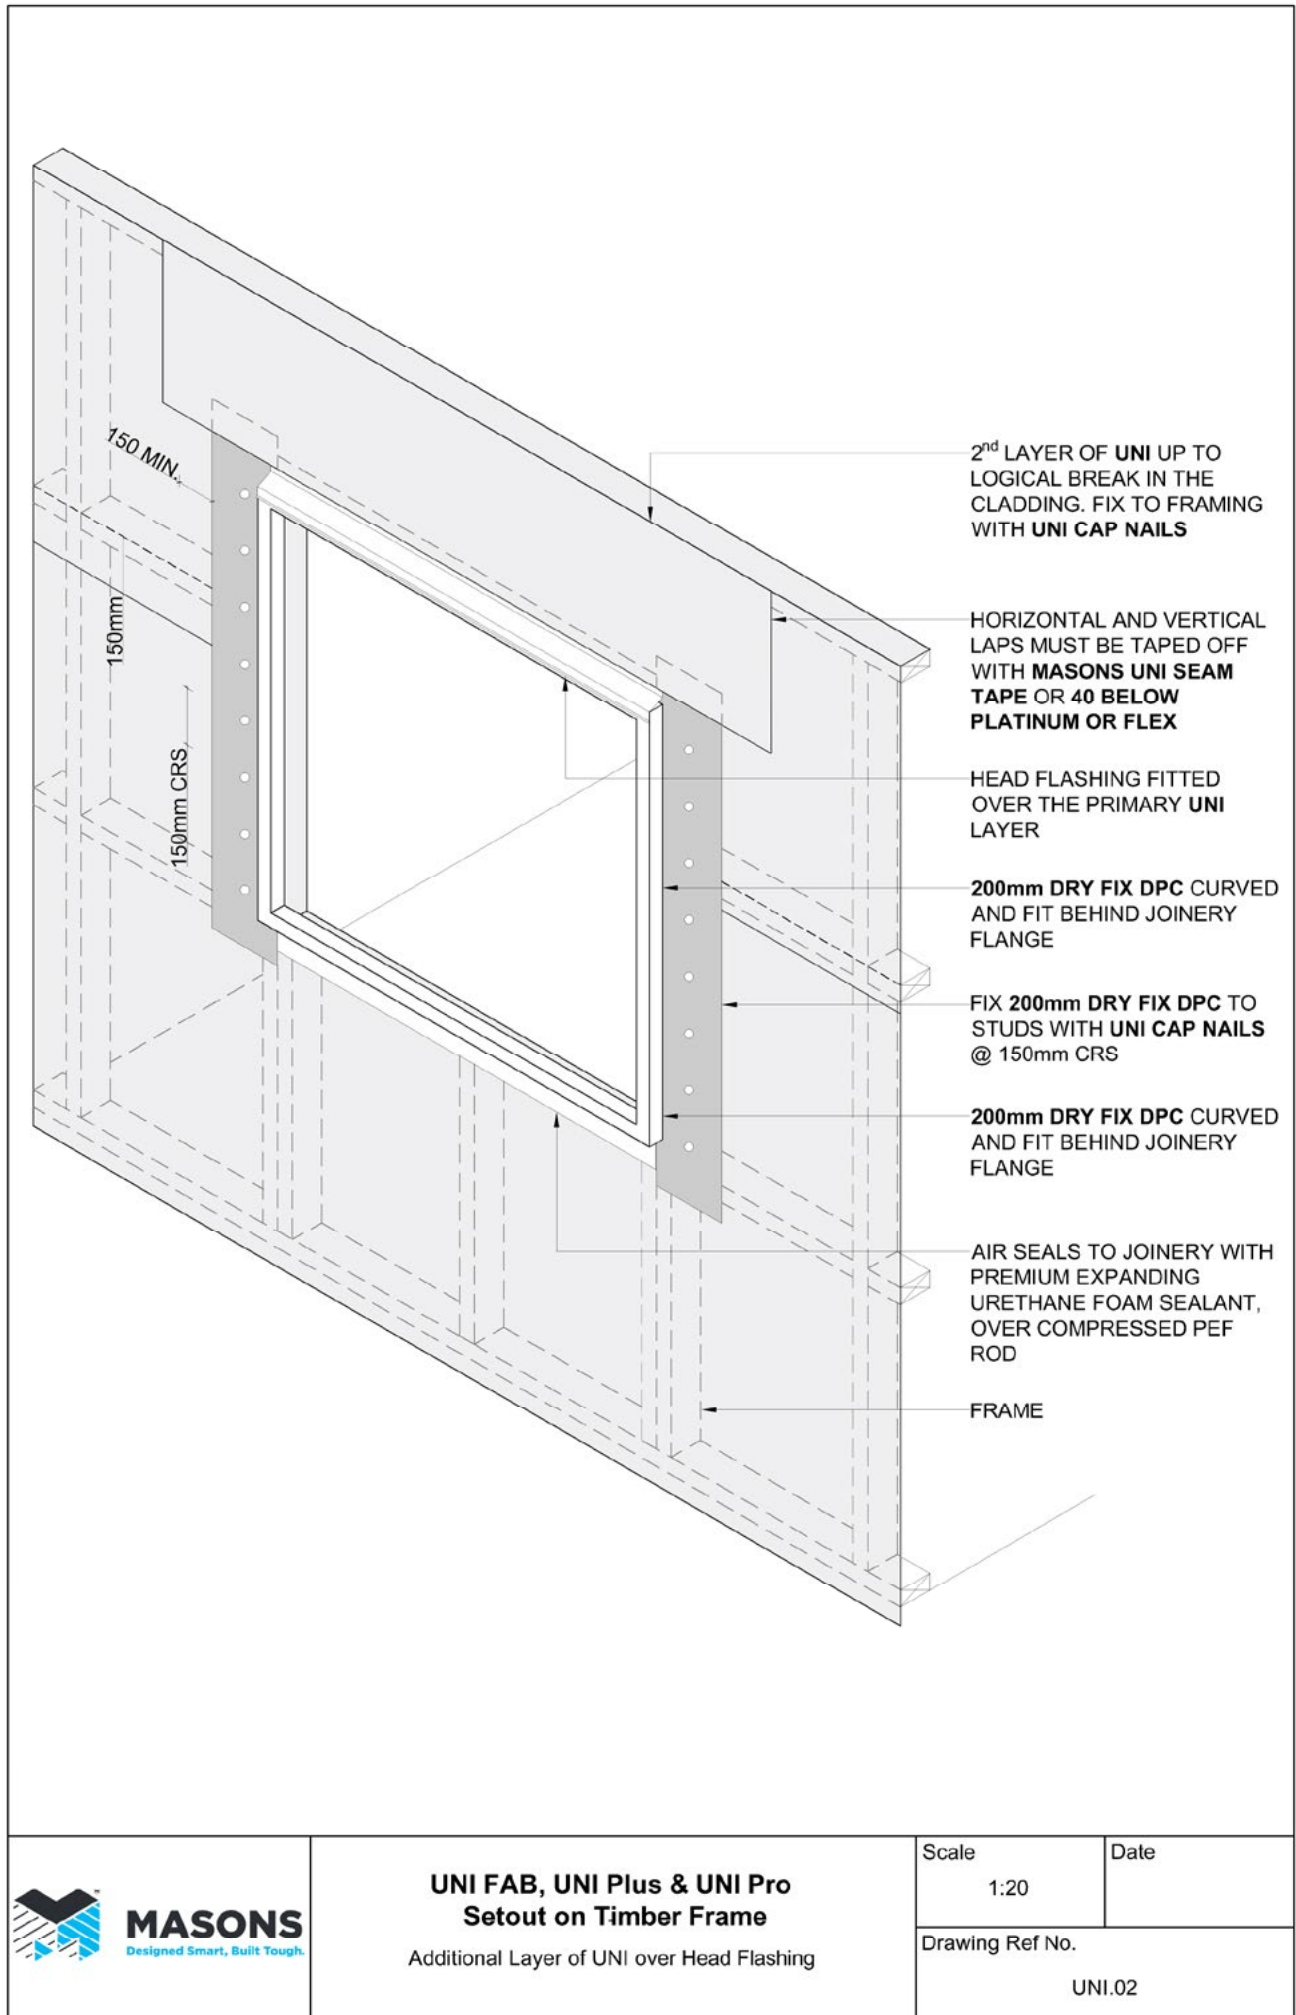 150 MIN.
150mm
150mm CRS
2nd LAYER OF UNI UP TO
LOGICAL BREAK IN THE
CLADDING. FIX TO FRAMING
WITH UNI CAP NAILS
HORIZONTAL AND VERTICAL
LAPS MUST BE TAPED OFF
WITH MASONS UNI SEAM
TAPE OR 40 BELOW
PLATINUM OR FLEX
HEAD FLASHING FITTED
OVER THE PRIMARY UNI
LAYER
200mm DRY FIX DPC CURVED
AND FIT BEHIND JOINERY
FLANGE
FIX 200mm DRY FIX DPC TO
STUDS WITH UNI CAP NAILS
@ 150mm CRS
200mm DRY FIX DPC CURVED
AND FIT BEHIND JOINERY
FLANGE
AIR SEALS TO JOINERY WITH
PREMIUM EXPANDING
URETHANE FOAM SEALANT,
OVER COMPRESSED PEF
ROD
FRAME
MASONS
Designed Smart, Built Tough.
UNI FAB, UNI Plus & UNI Pro
Setout on Timber Frame
Additional Layer of UNI over Head Flashing
Scale
1:20
Date
Drawing Ref No.
UNI.02